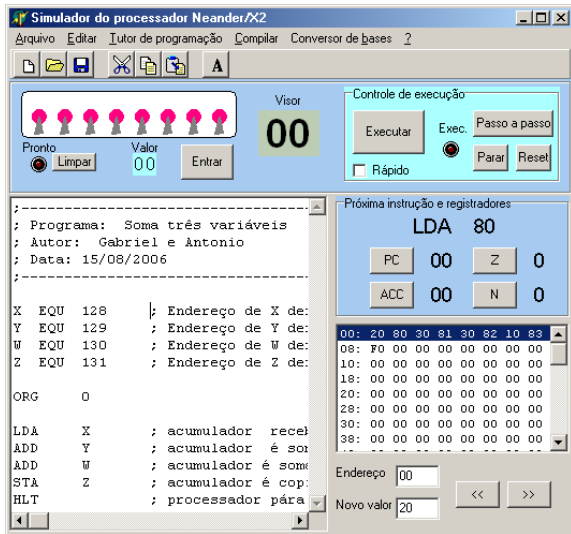 Simulador do processador Neander/X2
Arquivo Editar Tutor de programação Compilar Conversor de bases ?
A
Pronto
Limpar
Valor
00
Entrar
Visor
00
Controle de execução
Executar
Exec.
Passo a passo
Rápido
Parar
Reset
;
; Programa: Soma três variáveis
; Autor: Gabriel e Antonio
; Data: 15/08/2006
;
X EQU 128 ; Endereço de X de
Y EQU 129 ; Endereço de Y de
W EQU 130 ; Endereço de W de
Z EQU 131 ; Endereço de Z de
ORG 0
LDA X ; acumulador recel
ADD Y ; acumulador é so
ADD W ; acumulador é soma
STA Z ; acumulador é cop
HLT ; processador pára
Próxima instrução e registradores
LDA 80
PC 00 Z 0
ACC 00 N 0
00: 20 80 30 81 30 82 10 83
08: F0 00 00 00 00 00 00 00
10: 00 00 00 00 00 00 00 00
18: 00 00 00 00 00 00 00 00
20: 00 00 00 00 00 00 00 00
28: 00 00 00 00 00 00 00 00
30: 00 00 00 00 00 00 00 00
38: 00 00 00 00 00 00 00 00
Endereço 00
Novo valor 20
<< >>